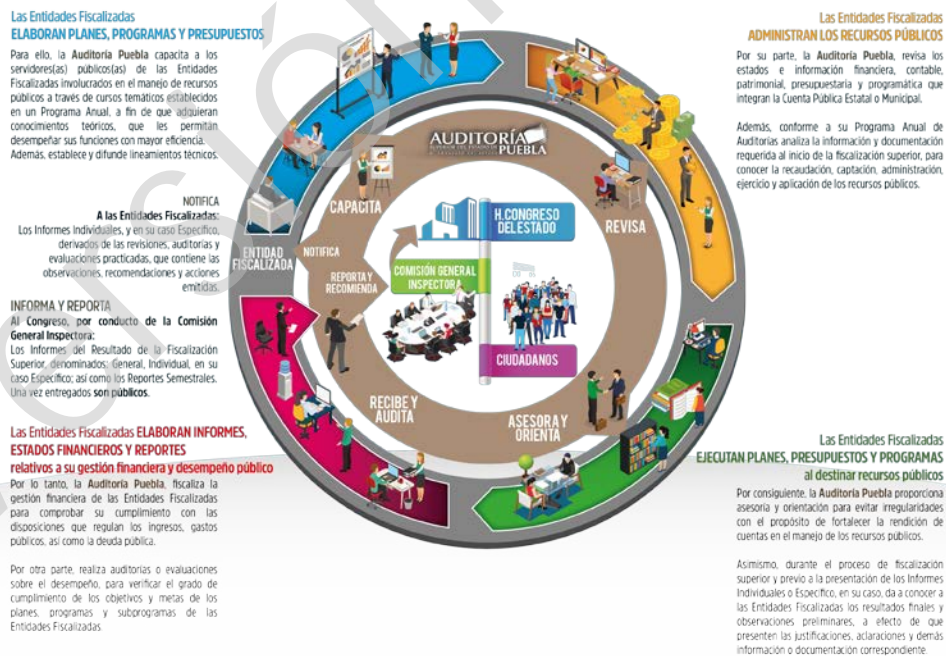 Las Entidades Fiscalizadas
ELABORAN PLANES, PROGRAMAS Y PRESUPUESTOS
Para ello, la Auditoría Puebla capacita a los
servidores(as) públicos(as) de las Entidades
Fiscalizadas involucrados en el manejo de recursos
públicos a través de cursos temáticos establecidos
en un Programa Anual, a fin de que adquieran
conocimientos teóricos, que les permitan
desempeñar sus funciones con mayor eficiencia.
Además, establece y difunde lineamientos técnicos.
NOTIFICA
A las Entidades Fiscalizadas:
Los Informes Individuales, y en su caso Específico,
derivados de las revisiones, auditorías y
evaluaciones practicadas, que contiene las
observaciones, recomendaciones y acciones
emitidas.
INFORMA Y REPORTA
Al Congreso, por conducto de la Comisión
General Inspectora:
Los Informes del Resultado de la Fiscalización
Superior, denominados: General, Individual, en su
caso Específico; así como los Reportes Semestrales.
Una vez entregados son públicos.
Las Entidades Fiscalizadas ELABORAN INFORMES,
ESTADOS FINANCIEROS Y REPORTES
relativos a su gestión financiera y desempeño público
Por lo tanto, la Auditoría Puebla, fiscaliza la
gestión financiera de las Entidades Fiscalizadas
para comprobar su cumplimiento con las
disposiciones que regulan los ingresos, gastos
públicos, así como la deuda pública.
Por otra parte, realiza auditorías o evaluaciones
sobre el desempeño, para verificar el grado de
cumplimiento de los objetivos y metas de los
planes, programas y subprogramas de las
Entidades Fiscalizadas.
AUDITORÍA
PUEBLA
CAPACITA
REVISA
ENTIDAD
FISCALIZADA
NOTIFICA
REPORTA Y
RECOMIENDA
H. CONGRESO
DEL ESTADO
COMISIÓN GENERAL
INSPECTORA
CIUDADANOS
RECIBE Y
AUDITA
ASESORA Y
ORIENTA
Las Entidades Fiscalizadas
ADMINISTRAN LOS RECURSOS PÚBLICOS
Por su parte, la Auditoría Puebla, revisa los
estados e información financiera, contable,
patrimonial, presupuestaria y programática que
integran la Cuenta Pública Estatal o Municipal.
Además, conforme a su Programa Anual de
Auditorías analiza la información y documentación
requerida al inicio de la fiscalización superior, para
conocer la recaudación, captación, administración,
ejercicio y aplicación de los recursos públicos.
Las Entidades Fiscalizadas
EJECUTAN PLANES, PRESUPUESTOS Y PROGRAMAS
al destinar recursos públicos
Por consiguiente, la Auditoría Puebla proporciona
asesoría y orientación para evitar irregularidades
con el propósito de fortalecer la rendición de
cuentas en el manejo de los recursos públicos.
Asimismo, durante el proceso de fiscalización
superior y previo a la presentación de los Informes
Individuales o Específico, en su caso, da a conocer a
las Entidades Fiscalizadas los resultados finales y
observaciones preliminares, a efecto de que
presenten las justificaciones, aclaraciones y demás
información o documentación correspondiente.